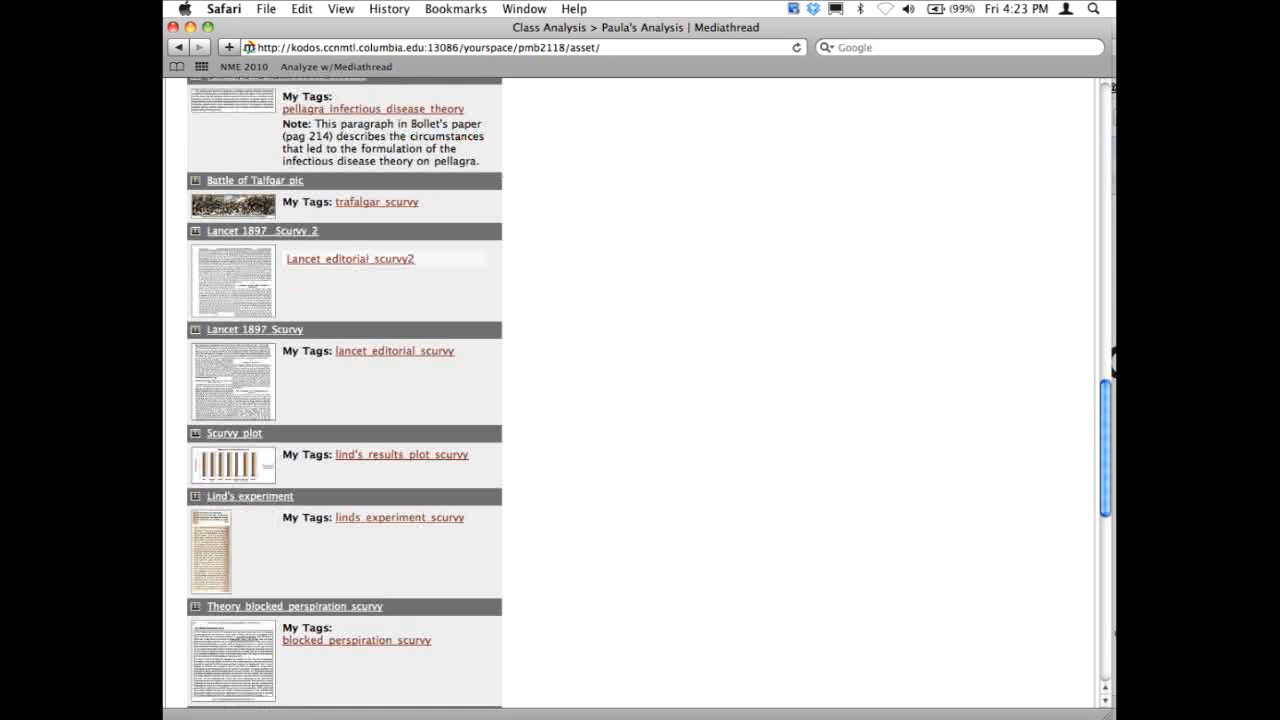 Safari File Edit View History Bookmarks Window Help (99%) Fri 4:23 PM
Class Analysis > Paula's Analysis | Mediathread
http://kodos.ccnmtl.columbia.edu:13086/yourspace/pmb2118/asset/ Google
NME 2010 Analyze w/Mediathread
My Tags:
pellagra infectious disease theory
Note: This paragraph in Bollet's paper
(pag 214) describes the circumstances
that led to the formulation of the
infectious disease theory on pellagra.
Battle of Talfgar pic
My Tags: trafalgar scurvy
Lancet 1897 Scurvy 2
Lancet editorial scurvy2
Lancet 1897 Scurvy
My Tags: lancet editorial scurvy
Scurvy plot
My Tags: lind's results plot scurvy
Lind's experiment
My Tags: linds experiment scurvy
Theory blocked perspiration scurvy
My Tags:
blocked perspiration scurvy